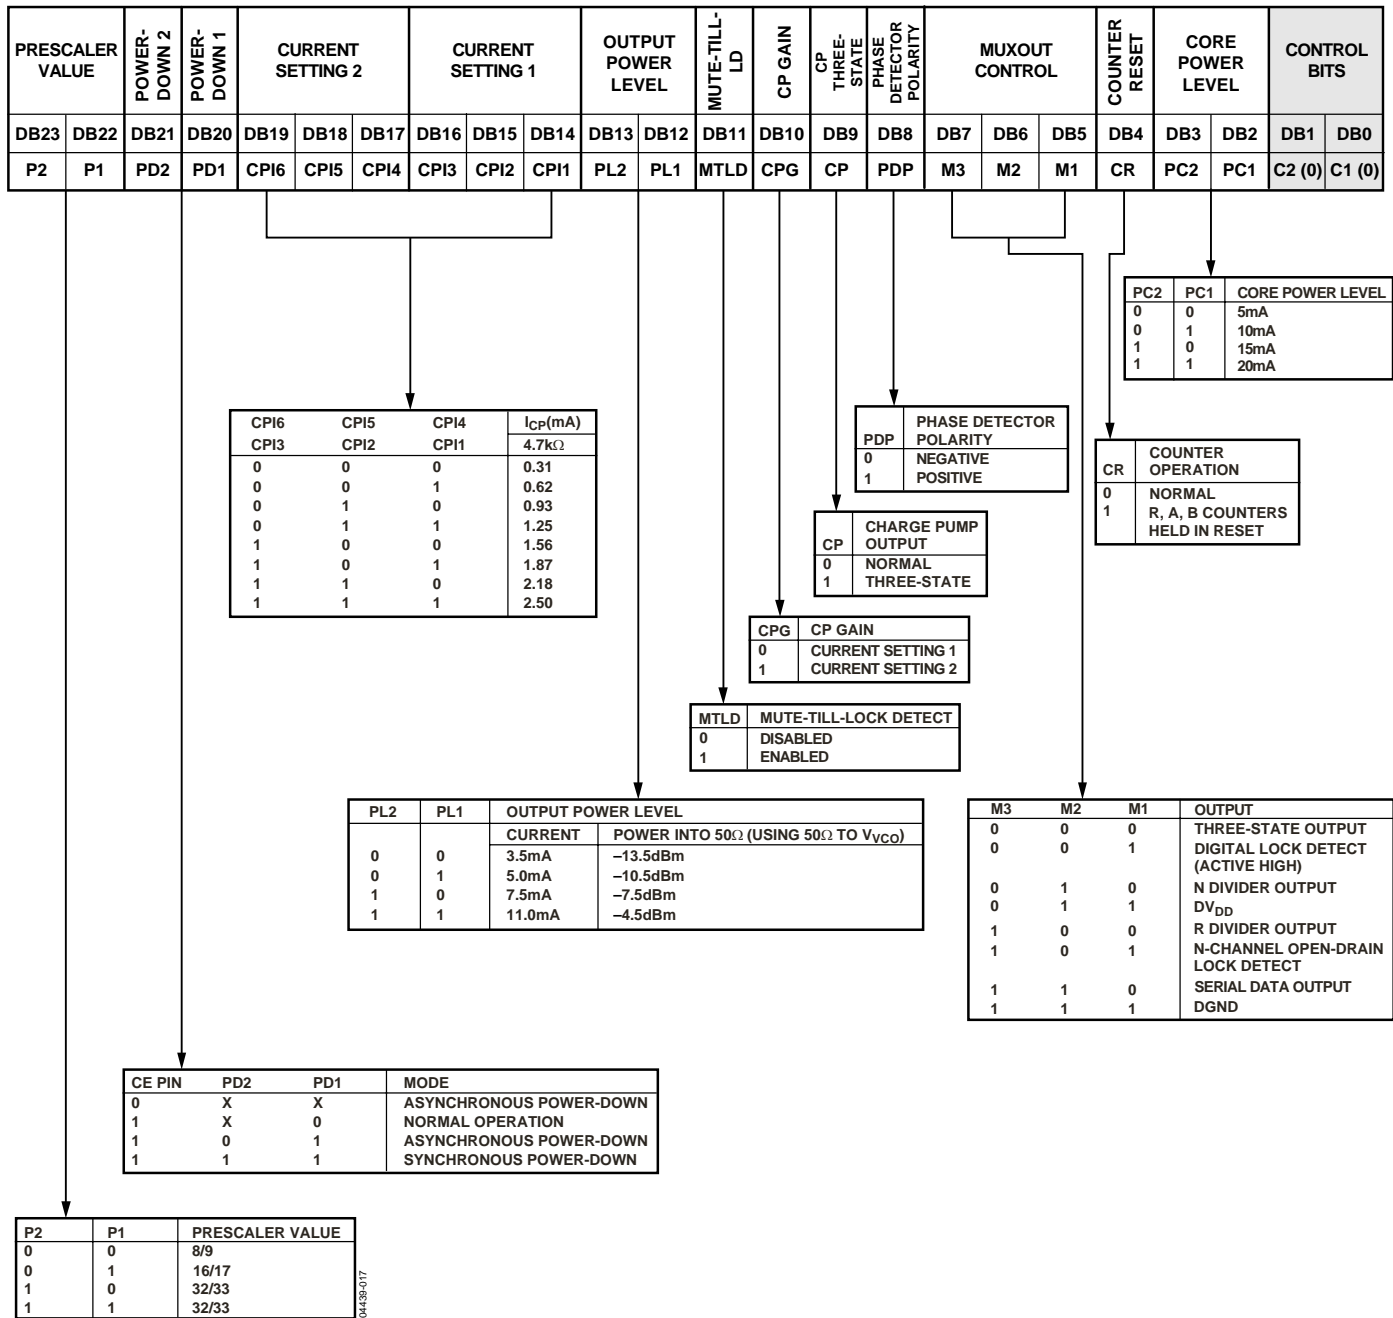 PRESCALER VALUE POWER-DOWN 2 POWER-DOWN 1 CURRENT SETTING 2 CURRENT SETTING 1 OUTPUT POWER LEVEL MUTE-TILL-LD CP GAIN CP THREE-STATE PHASE DETECTOR POLARITY MUXOUT CONTROL COUNTER RESET CORE POWER LEVEL CONTROL BITS
DB23 DB22 DB21 DB20 DB19 DB18 DB17 DB16 DB15 DB14 DB13 DB12 DB11 DB10 DB9 DB8 DB7 DB6 DB5 DB4 DB3 DB2 DB1 DB0
P2 P1 PD2 PD1 CPI6 CPI5 CPI4 CPI3 CPI2 CPI1 PL2 PL1 MTLD CPG CP PDP M3 M2 M1 CR PC2 PC1 C2 (0) C1 (0)
PC2 PC1 CORE POWER LEVEL
0 0 5mA
0 1 10mA
1 0 15mA
1 1 20mA
CPI6 CPI5 CPI4 ICP(mA)
CPI3 CPI2 CPI1 4.7kΩ
0 0 0 0.31
0 0 1 0.62
0 1 0 0.93
0 1 1 1.25
1 0 0 1.56
1 0 1 1.87
1 1 0 2.18
1 1 1 2.50
PHASE DETECTOR
PDP POLARITY
0 NEGATIVE
1 POSITIVE
COUNTER
CR OPERATION
0 NORMAL
1 R, A, B COUNTERS
HELD IN RESET
CHARGE PUMP
CP OUTPUT
0 NORMAL
1 THREE-STATE
CPG CP GAIN
0 CURRENT SETTING 1
1 CURRENT SETTING 2
MTLD MUTE-TILL-LOCK DETECT
0 DISABLED
1 ENABLED
PL2 PL1 OUTPUT POWER LEVEL
CURRENT POWER INTO 50Ω (USING 50Ω TO VVCO)
0 0 3.5mA –13.5dBm
0 1 5.0mA –10.5dBm
1 0 7.5mA –7.5dBm
1 1 11.0mA –4.5dBm
M3 M2 M1 OUTPUT
0 0 0 THREE-STATE OUTPUT
0 0 1 DIGITAL LOCK DETECT
(ACTIVE HIGH)
0 1 0 N DIVIDER OUTPUT
0 1 1 DVDD
1 0 0 R DIVIDER OUTPUT
1 0 1 N-CHANNEL OPEN-DRAIN
LOCK DETECT
1 1 0 SERIAL DATA OUTPUT
1 1 1 DGND
CE PIN PD2 PD1 MODE
0 X X ASYNCHRONOUS POWER-DOWN
1 X 0 NORMAL OPERATION
1 0 1 ASYNCHRONOUS POWER-DOWN
1 1 1 SYNCHRONOUS POWER-DOWN
P2 P1 PRESCALER VALUE
0 0 8/9
0 1 16/17
1 0 32/33
1 1 32/33
04439-017